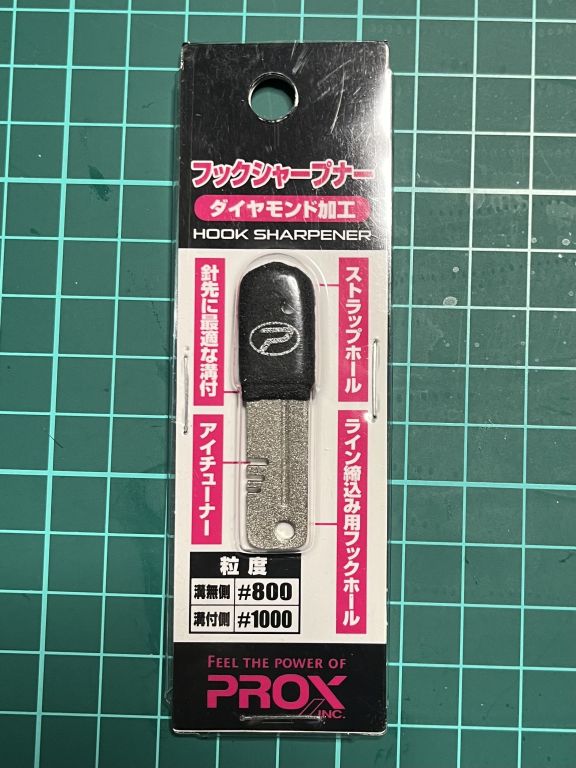 フックシャープナー
ダイヤモンド加工
HOOK SHARPENER
針先に最適な溝付
ストラップホール
P
アイチューナー
ライン締込み用フックホール
粒度
溝無側 #800
溝付側 #1000
FEEL THE POWER OF
PROX
INC.